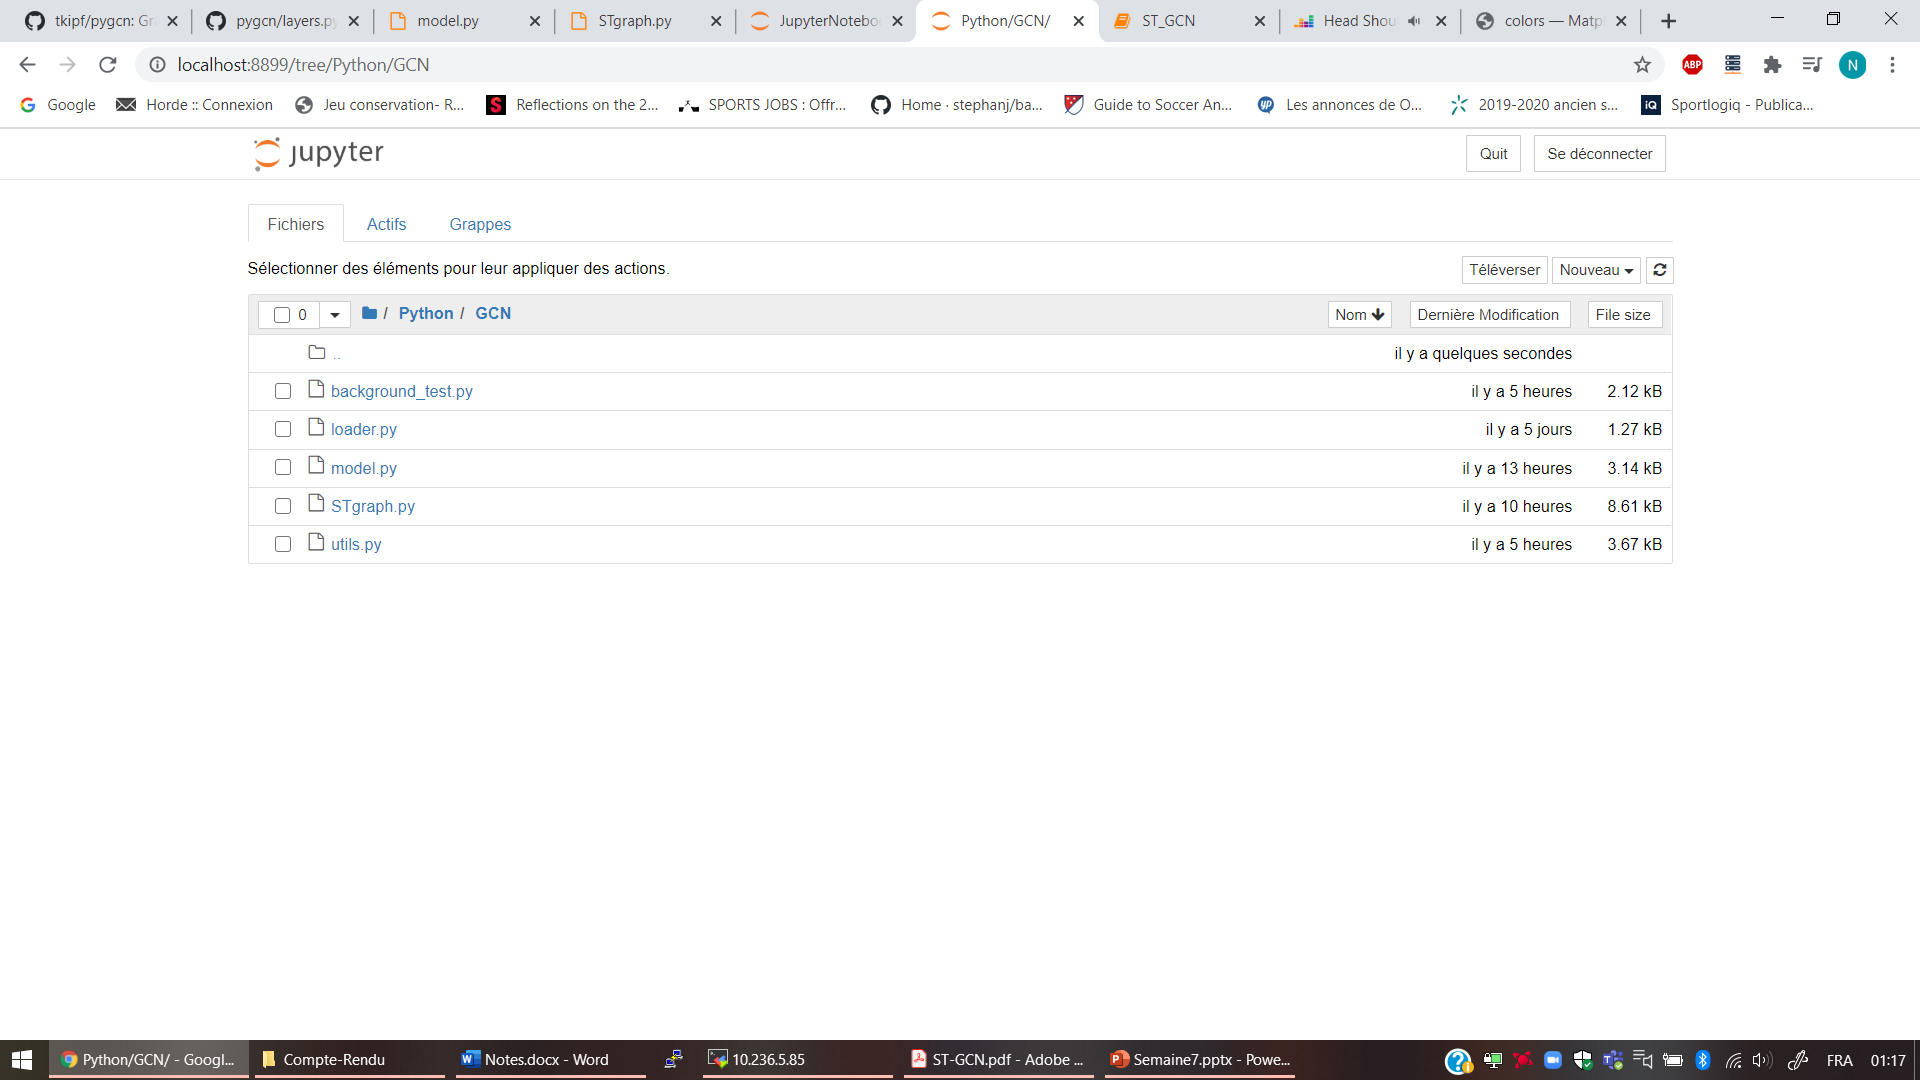 tkipf/pygcn: Gr
pygcn/layers.py
model.py
STgraph.py
JupyterNotebo
Python/GCN/
ST_GCN
Head Shou
colors — Matp
localhost:8899/tree/Python/GCN
ABP
N
Google
Horde :: Connexion
Jeu conservation- R...
Reflections on the 2...
SPORTS JOBS : Offr...
Home · stephanj/ba...
Guide to Soccer An...
Les annonces de O...
2019-2020 ancien s...
Sportlogiq - Publica...
jupyter
Quit
Se déconnecter
Fichiers
Actifs
Grappes
Sélectionner des éléments pour leur appliquer des actions.
Téléverser
Nouveau
0
/ Python / GCN
Nom
Dernière Modification
File size
..
il y a quelques secondes
background_test.py
il y a 5 heures
2.12 kB
loader.py
il y a 5 jours
1.27 kB
model.py
il y a 13 heures
3.14 kB
STgraph.py
il y a 10 heures
8.61 kB
utils.py
il y a 5 heures
3.67 kB
Python/GCN/ - Googl...
Compte-Rendu
Notes.docx - Word
10.236.5.85
ST-GCN.pdf - Adobe ...
Semaine7.pptx - Powe...
FRA
01:17